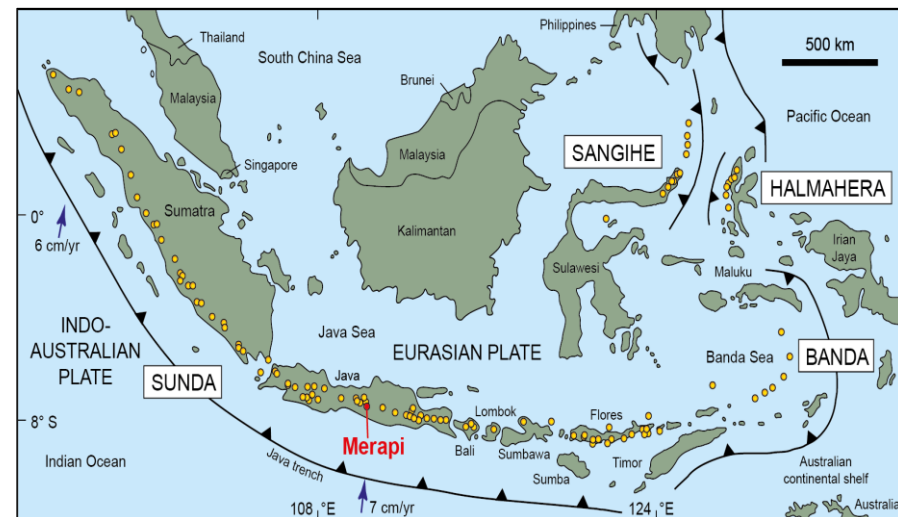 Philippines
Thailand
South China Sea
500 km
Brunei
Malaysia
Pacific Ocean
Malaysia
SANGIHE
Singapore
HALMAHERA
Sumatra
0°
6 cm/yr
Kalimantan
Irian
Jaya
Sulawesi
Maluku
INDO-
AUSTRALIAN
PLATE
Java Sea
EURASIAN PLATE
Banda Sea
BANDA
SUNDA
Java
Lombok
Flores
8° S
Merapi
Bali
Sumbawa
Timor
Indian Ocean
Java trench
Sumba
Australian
continental shelf
108 °E
7 cm/yr
124 °E
Australia